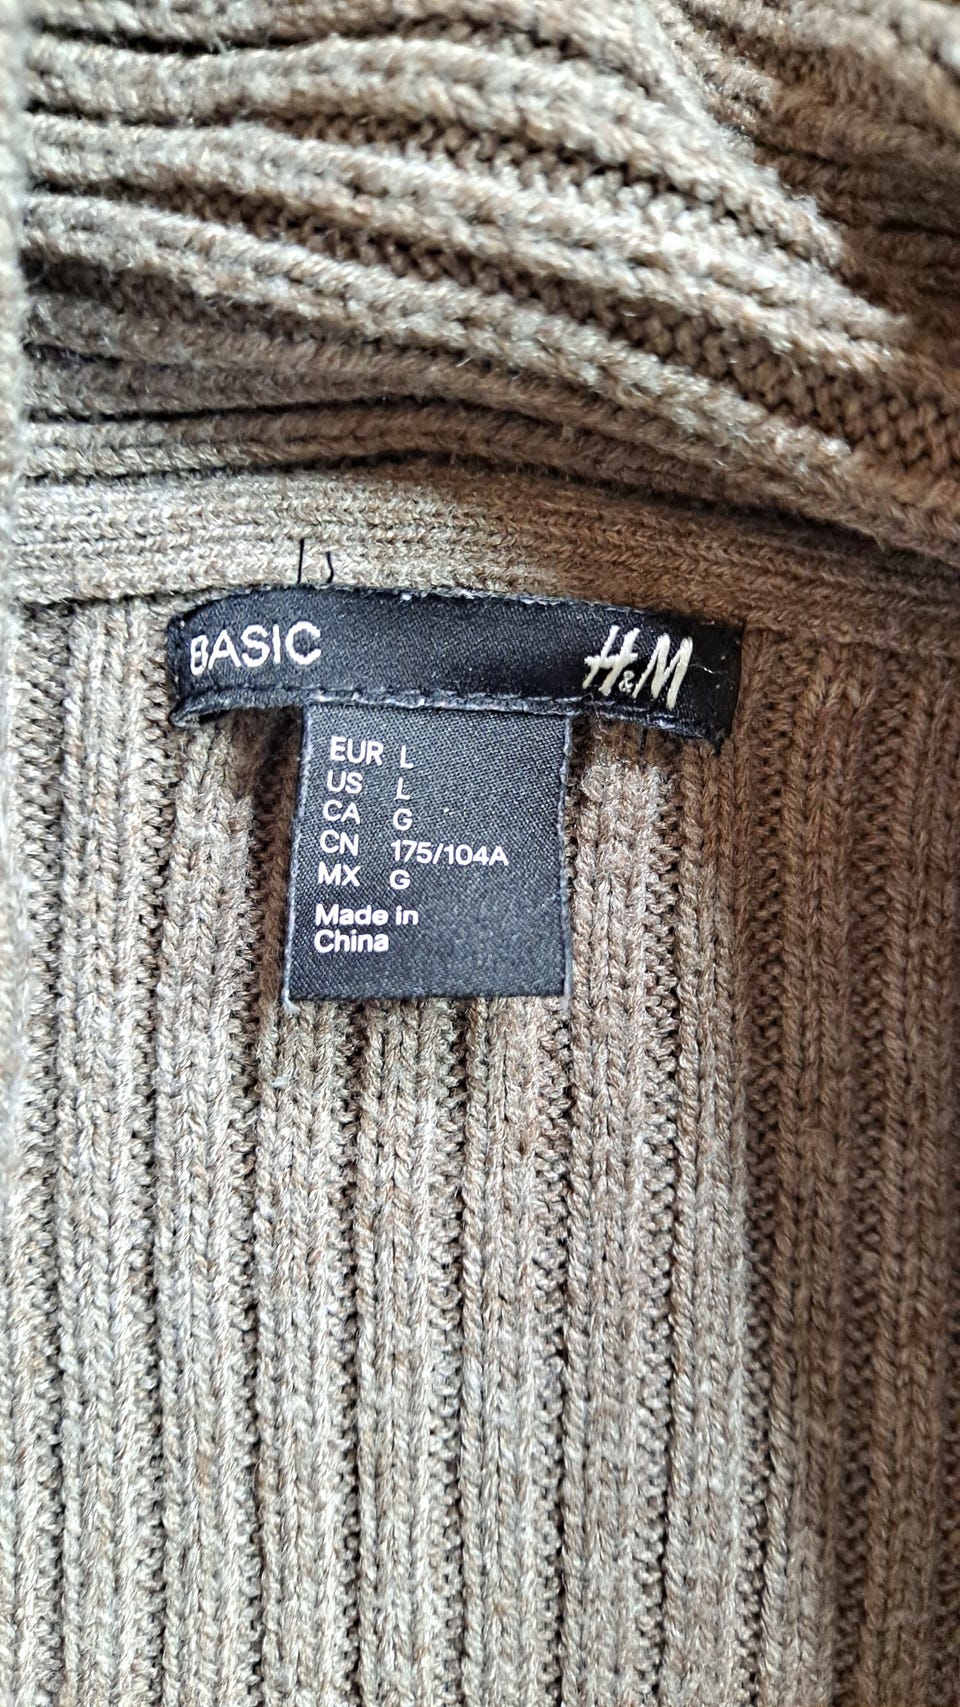 BASIC H&M
EUR L
US L
CA G
CN 175/104A
MX G
Made in
China